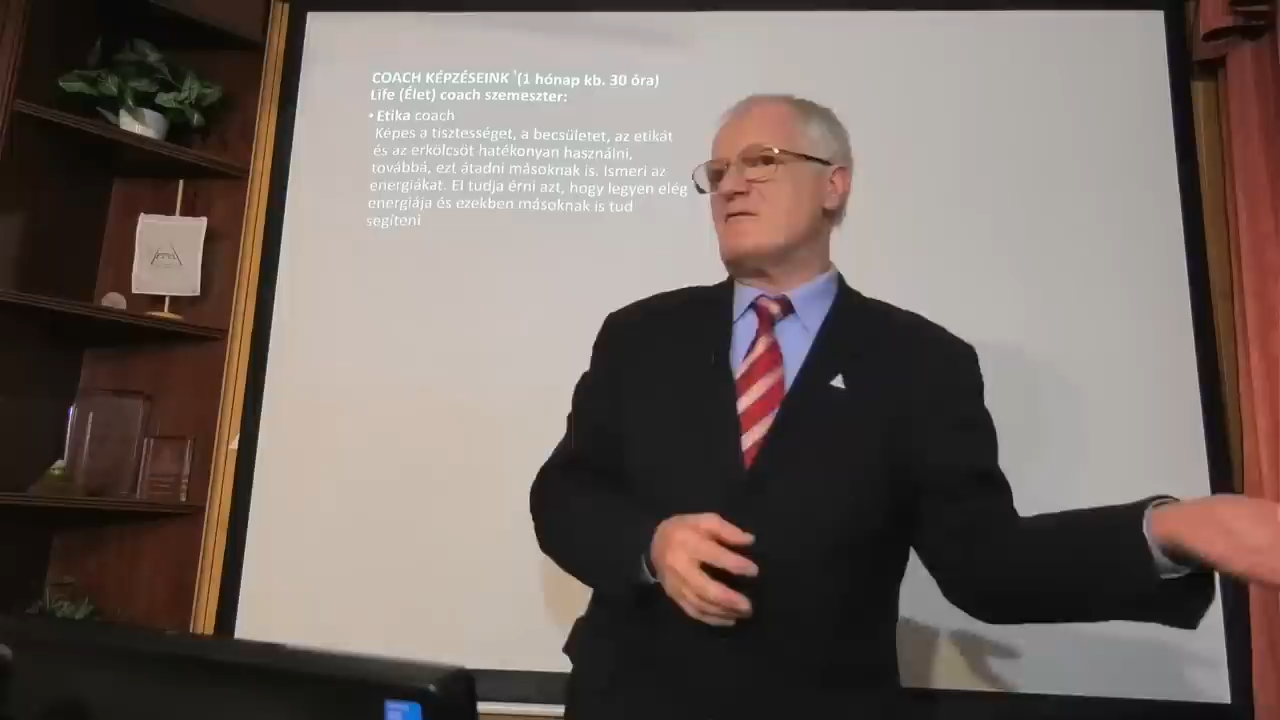 COACH KÉPZÉSEINK (1 hónap kb. 30 óra)
Life (Élet) coach szemeszter:
• Etika coach
Képes a tisztességet, a becsületet, az etikát
és az erkölcsöt hatékonyan használni,
továbbá, ezt átadni másoknak is. Ismeri az
energiákat. El tudja érni azt, hogy legyen elég
energiája és ezekben másoknak is tud
segíteni